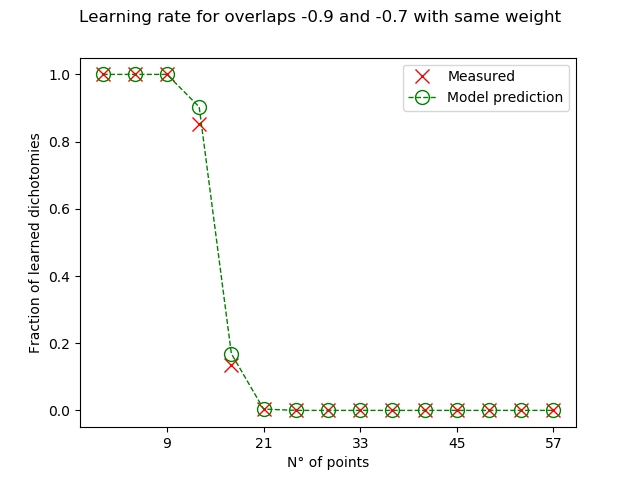 Learning rate for overlaps -0.9 and -0.7 with same weight
Measured
Model prediction
1.0
0.8
0.6
0.4
0.2
0.0
Fraction of learned dichotomies
9 21 33 45 57
N° of points